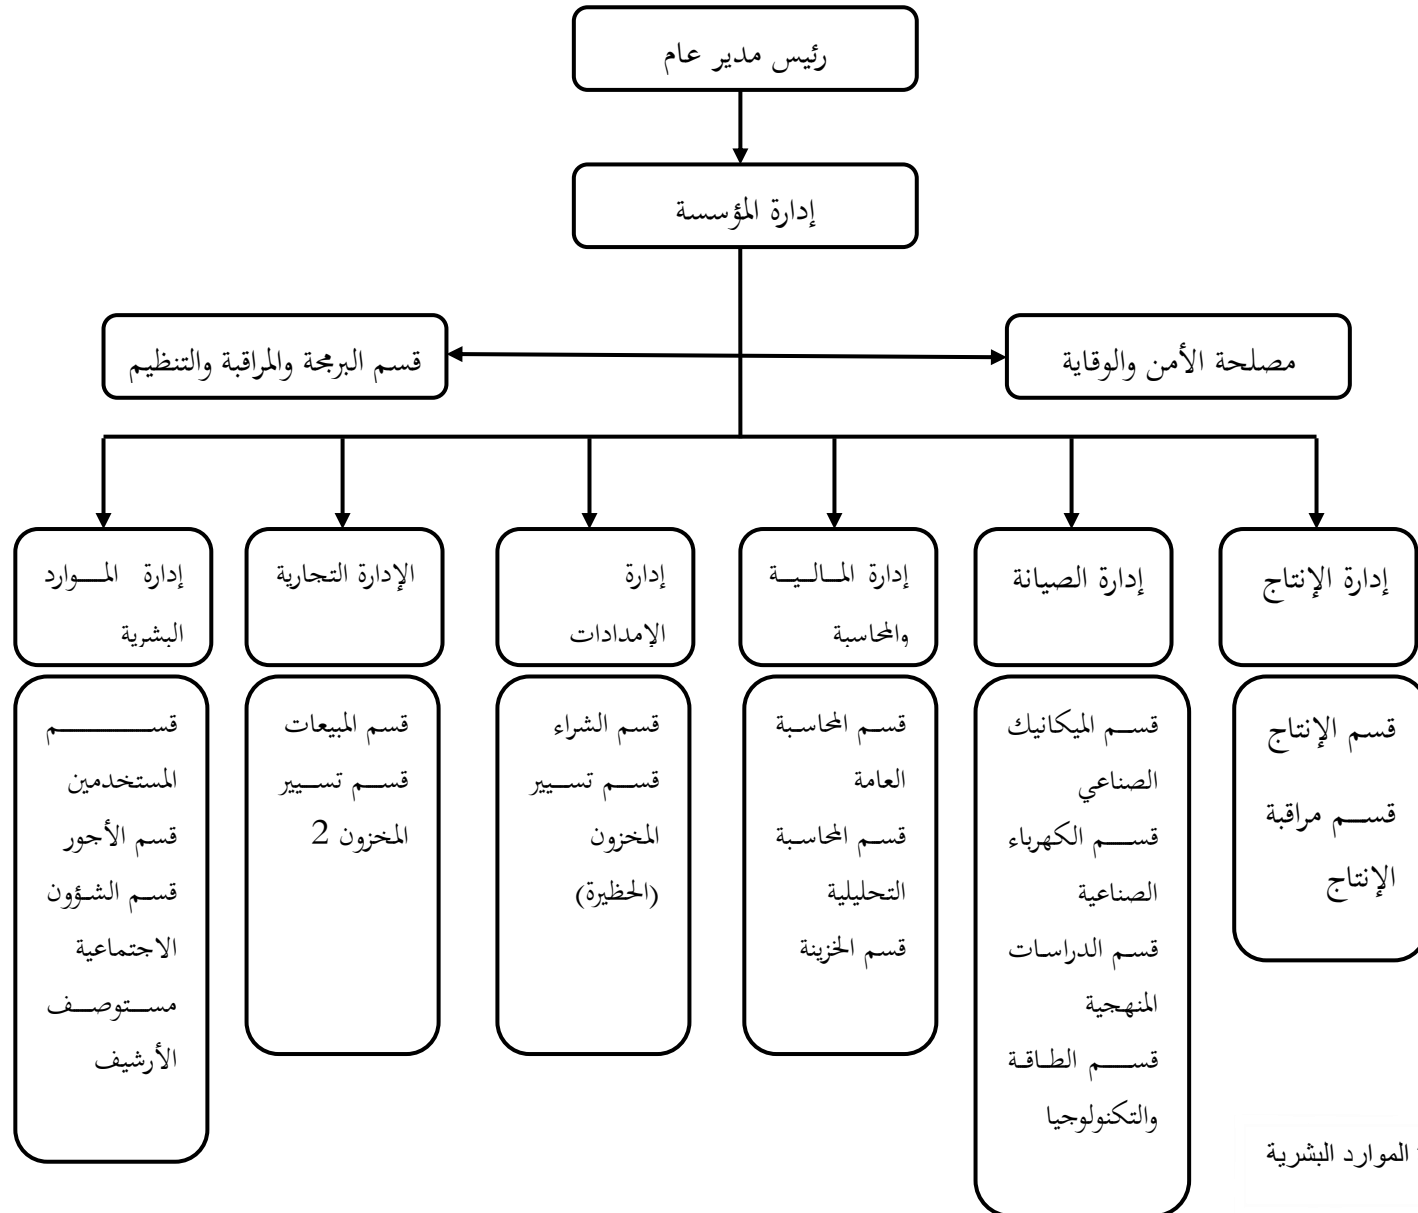 رئيس مدير عام
إدارة المؤسسة
مصلحة الأمن والوقاية
قسم البرمجة والمراقبة والتنظيم
إدارة الإنتاج
إدارة الصيانة
إدارة المالية
والمحاسبة
إدارة
الإمدادات
الإدارة التجارية
إدارة الموارد
البشرية
قسم الإنتاج
قسم مراقبة
الإنتاج
قسم الميكانيك
الصناعي
قسم الكهرباء
الصناعية
قسم الدراسات
المنهجية
قسم الطاقة
والتكنولوجيا
قسم المحاسبة
العامة
قسم المحاسبة
التحليلية
قسم الخزينة
قسم الشراء
قسم تسيير
المخزون
(الحظيرة)
قسم المبيعات
قسم تسيير
المخزون 2
قسم
المستخدمين
قسم الأجور
قسم الشؤون
الاجتماعية
مستوصف
الأرشيف
الموارد البشرية